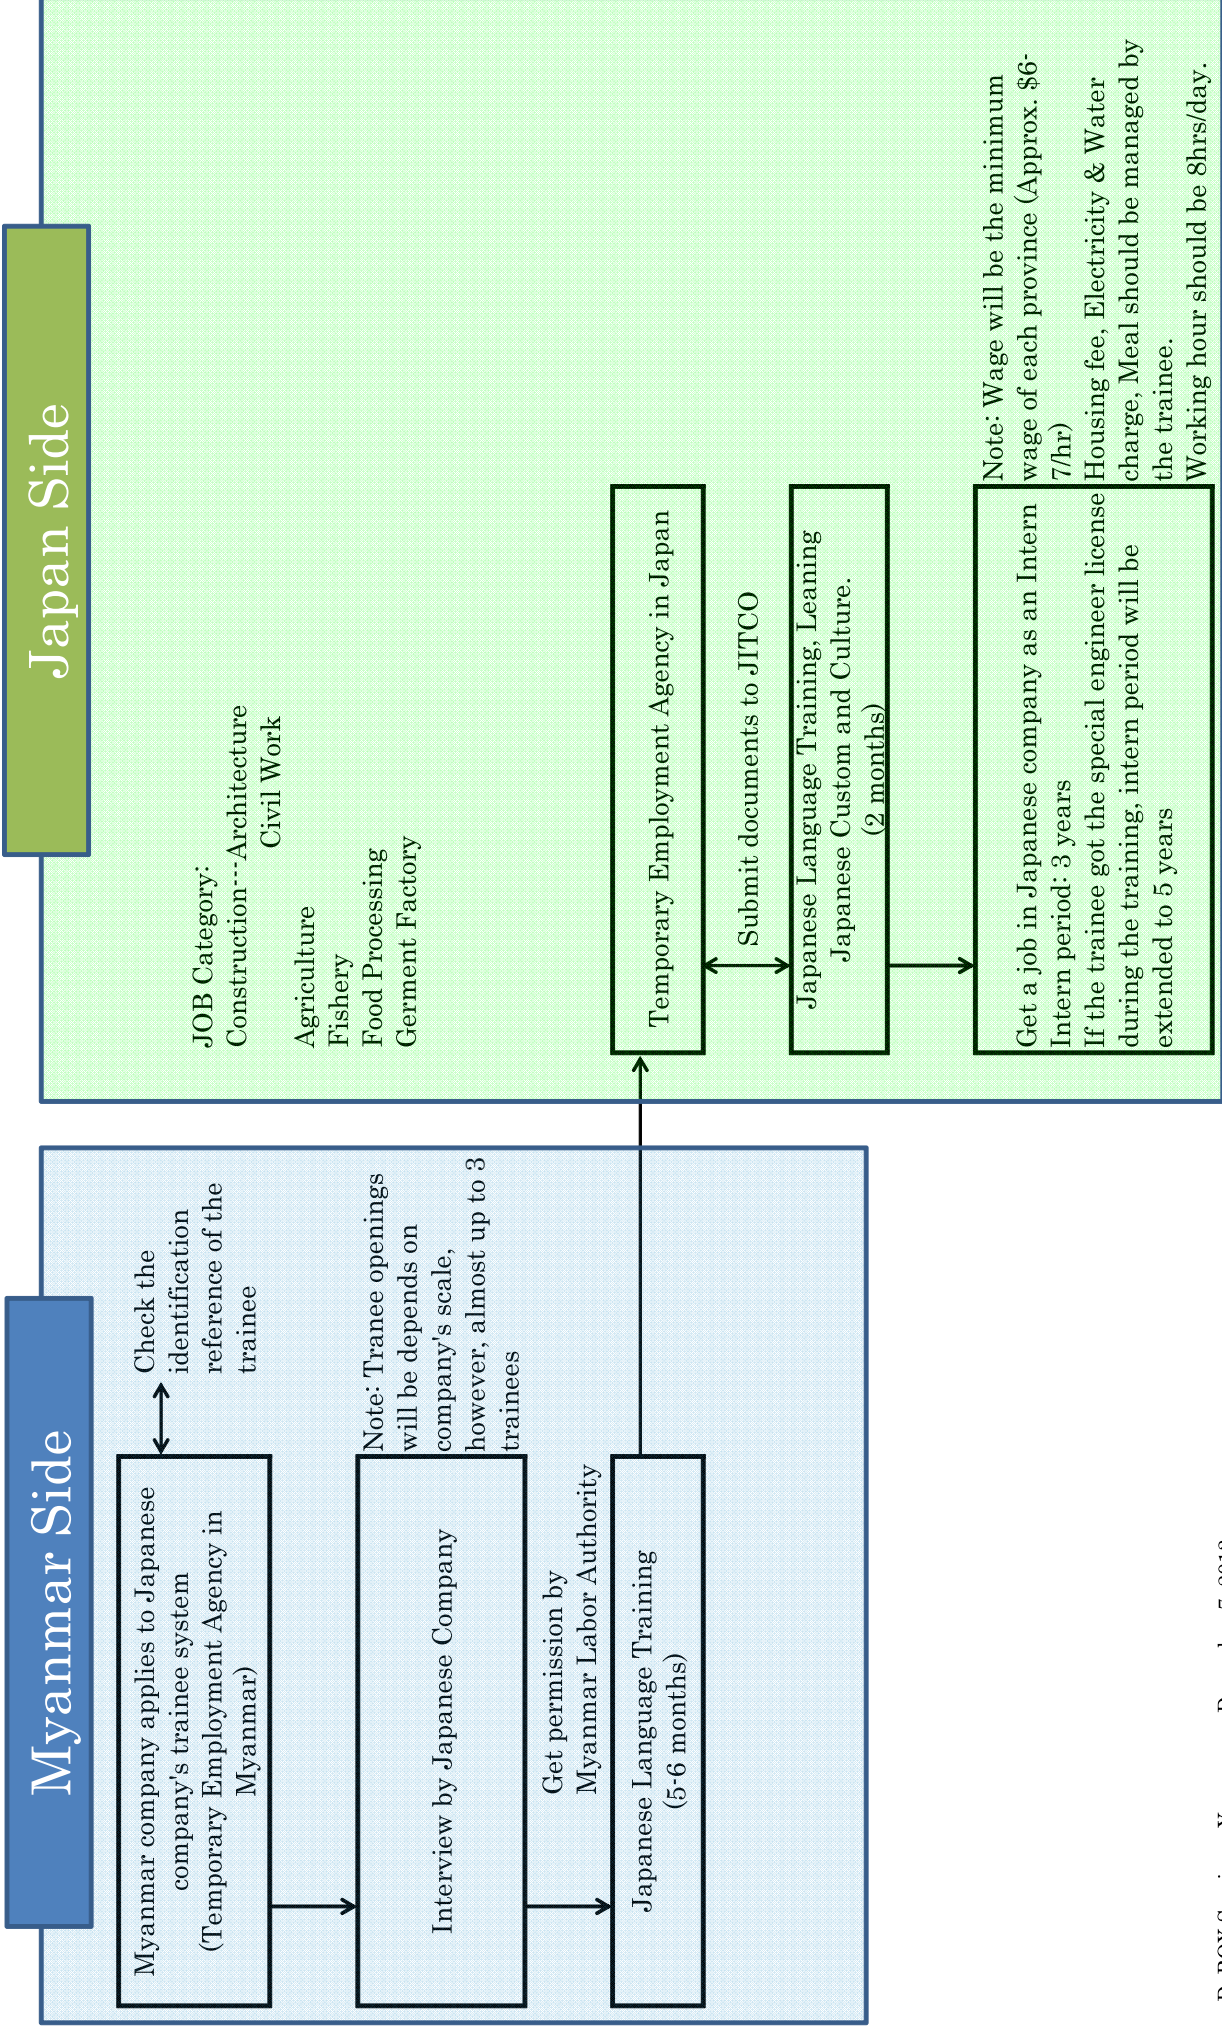 Myanmar Side
Myanmar company applies to Japanese
company's trainee system
(Temporary Employment Agency in
Myanmar)
Check the
identification
reference of the
trainee
Interview by Japanese Company
Note: Tranee openings
will be depends on
company's scale,
however, almost up to 3
trainees
Get permission by
Myanmar Labor Authority
Japanese Language Training
(5-6 months)
Japan Side
JOB Category:
Construction---Architecture
Civil Work
Agriculture
Fishery
Food Processing
Germent Factory
Temporary Employment Agency in Japan
Submit documents to JITCO
Japanese Language Training, Leaning
Japanese Custom and Culture.
(2 months)
Get a job in Japanese company as an Intern
Intern period: 3 years
If the trainee got the special engineer license
during the training, intern period will be
extended to 5 years
Note: Wage will be the minimum
wage of each province (Approx. $6-
7/hr)
Housing fee, Electricity & Water
charge, Meal should be managed by
the trainee.
Working hour should be 8hrs/day.